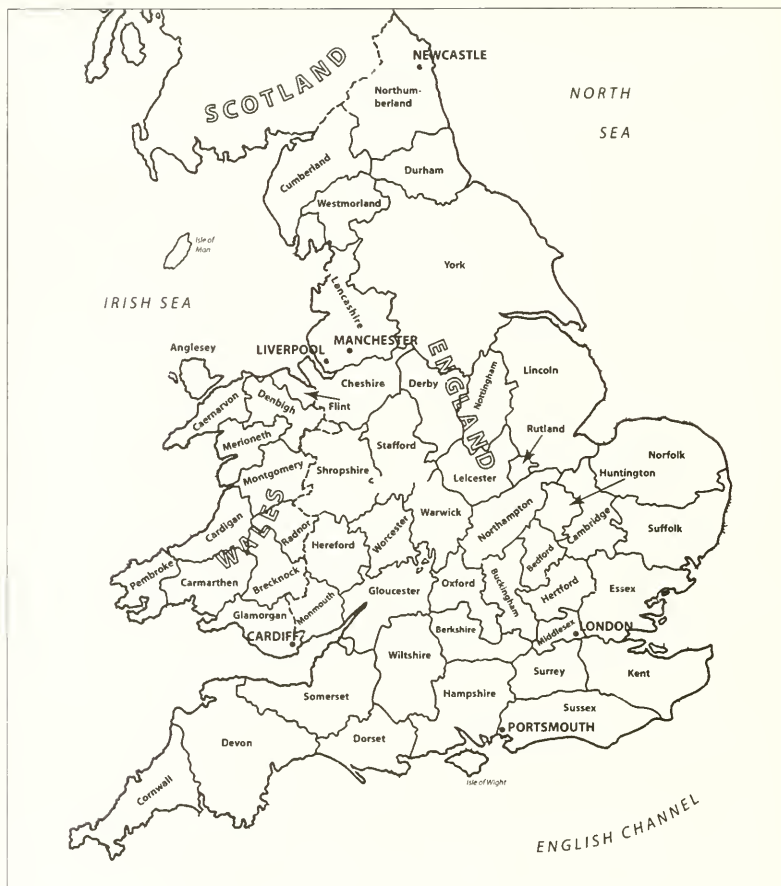 NEWCASTLE
SCOTLAND
NORTH
SEA
Northum-
berland
Cumberland
Durham
Westmorland
Isle of
Man
York
IRISH SEA
Lancashire
Anglesey
LIVERPOOL
MANCHESTER
ENGLAND
Cheshire
Derby
Nottingham
Lincoln
Caernarvon
Denbigh
Flint
Rutland
Merioneth
Stafford
Norfolk
Montgomery
Shropshire
Leicester
Huntington
WALES
Cardigan
Radnor
Hereford
Worcester
Warwick
Northampton
Cambridge
Suffolk
Pembroke
Carmarthen
Brecknock
Gloucester
Oxford
Buckingham
Bedford
Hertford
Essex
Glamorgan
Monmouth
CARDIFF
Berkshire
Middlesex
LONDON
Wiltshire
Surrey
Kent
Somerset
Hampshire
Sussex
Devon
Dorset
PORTSMOUTH
Cornwall
Isle of Wight
ENGLISH CHANNEL